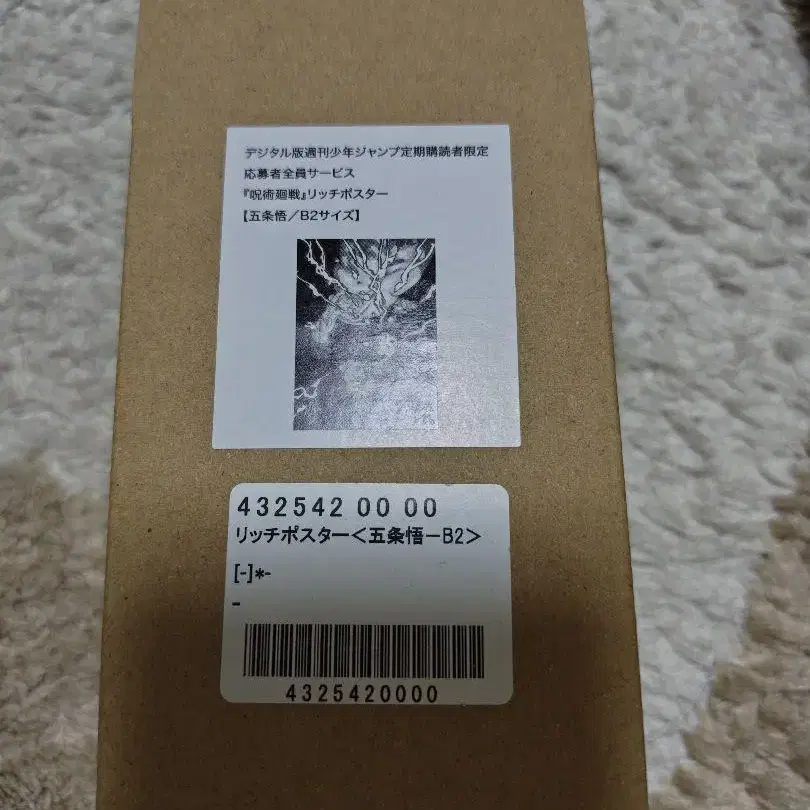 デジタル版週刊少年ジャンプ定期購読者限定
応募者全員サービス
『呪術廻戦』リッチポスター
【五条悟／B2サイズ】
432542 00 00
リッチポスター＜五条悟－B2＞
[-]*-
-
4325420000